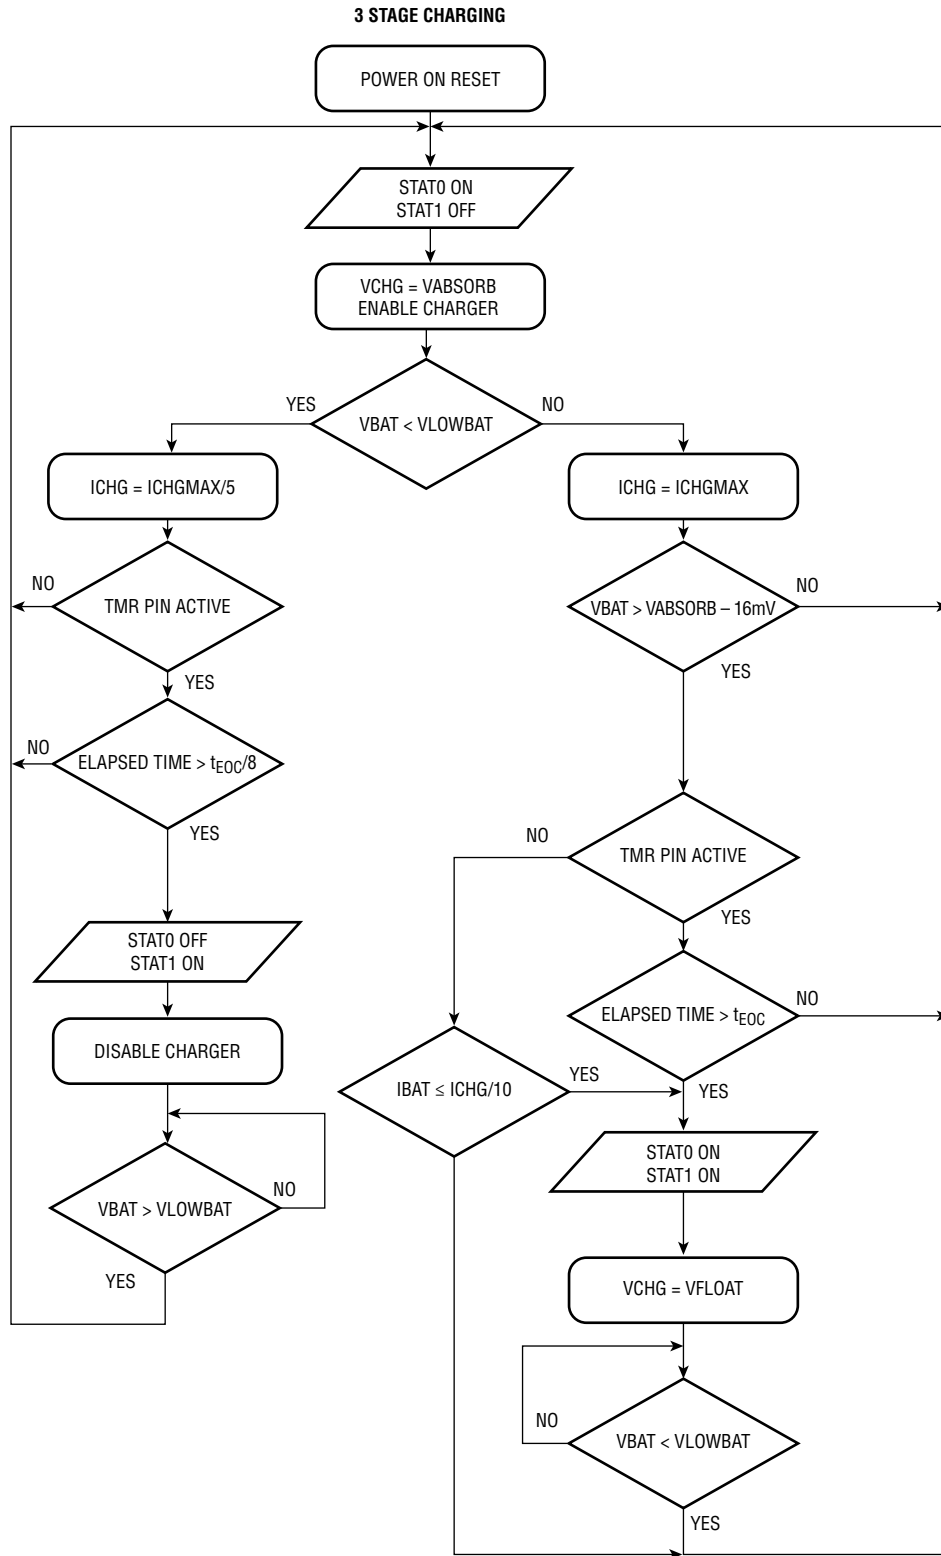 3 STAGE CHARGING
POWER ON RESET
STAT0 ON
STAT1 OFF
VCHG = VABSORB
ENABLE CHARGER
YES
VBAT < VLOWBAT
NO
ICHG = ICHGMAX/5
ICHG = ICHGMAX
NO
TMR PIN ACTIVE
YES
VBAT > VABSORB – 16mV
NO
YES
NO
ELAPSED TIME > tEOC/8
YES
NO
TMR PIN ACTIVE
YES
STAT0 OFF
STAT1 ON
DISABLE CHARGER
ELAPSED TIME > tEOC
NO
YES
IBAT ≤ ICHG/10
YES
VBAT > VLOWBAT
NO
YES
STAT0 ON
STAT1 ON
VCHG = VFLOAT
NO
VBAT < VLOWBAT
YES